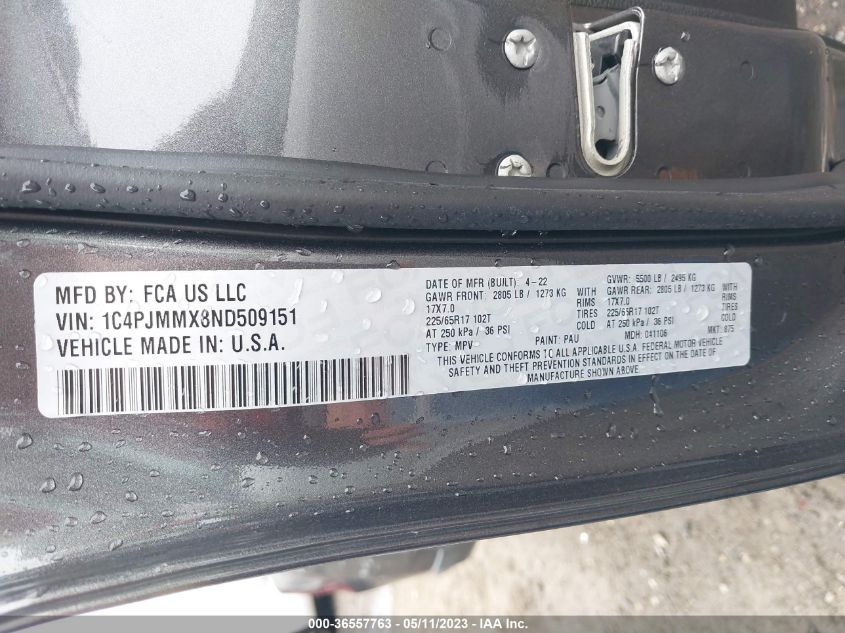 MFD BY: FCA US LLC
VIN: 1C4PJMMX8ND509151
VEHICLE MADE IN: U.S.A.
DATE OF MFR (BUILT): 4-22 GVWR: 5500 LB / 2495 KG
GAWR FRONT: 2805 LB / 1273 KG WITH GAWR REAR: 2805 LB / 1273 KG WITH
17X7.0 RIMS 17X7.0 RIMS
225/65R17 102T TIRES 225/65R17 102T TIRES
AT 250 kPa / 36 PSI COLD AT 250 kPa / 36 PSI COLD
TYPE: MPV PAINT: PAU MDH: 041106 MKT: 875
THIS VEHICLE CONFORMS TO ALL APPLICABLE U.S.A. FEDERAL MOTOR VEHICLE
SAFETY AND THEFT PREVENTION STANDARDS IN EFFECT ON THE DATE OF
MANUFACTURE SHOWN ABOVE.
000-36557763 - 05/11/2023 - IAA Inc.